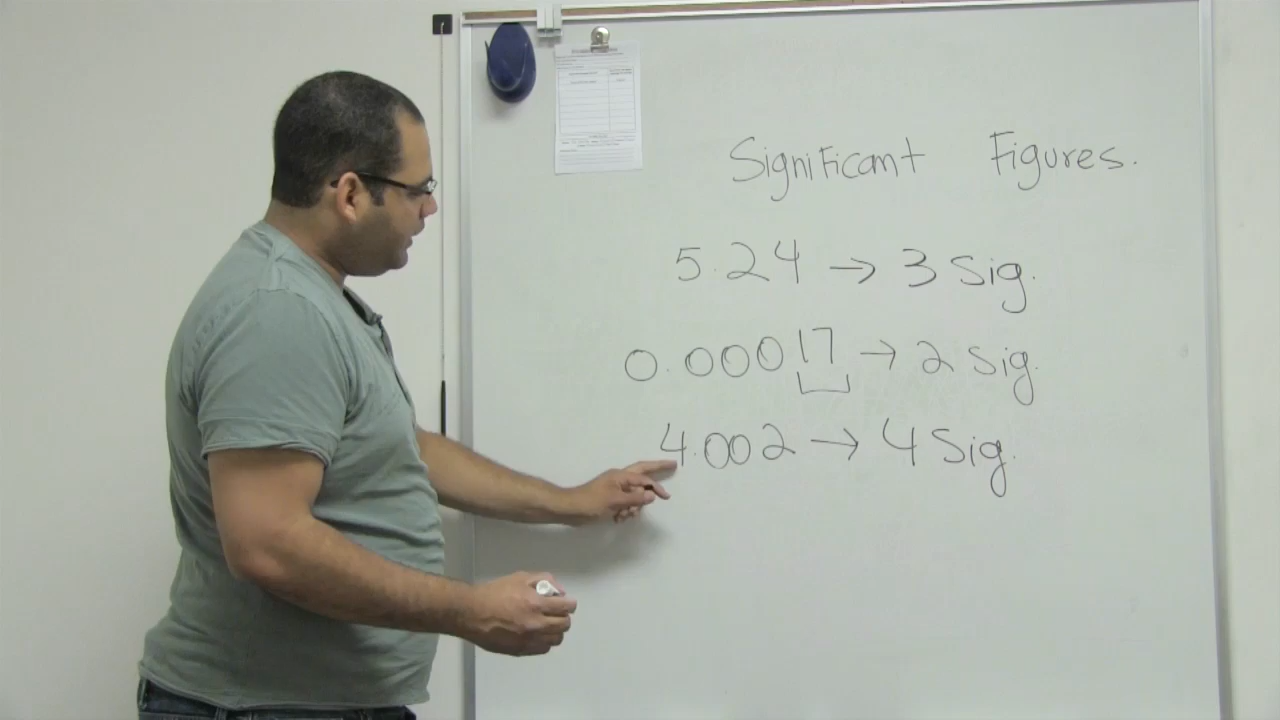 Significant Figures.
5.24 → 3 Sig.
0.00017 → 2 Sig.
4.002 → 4 Sig.